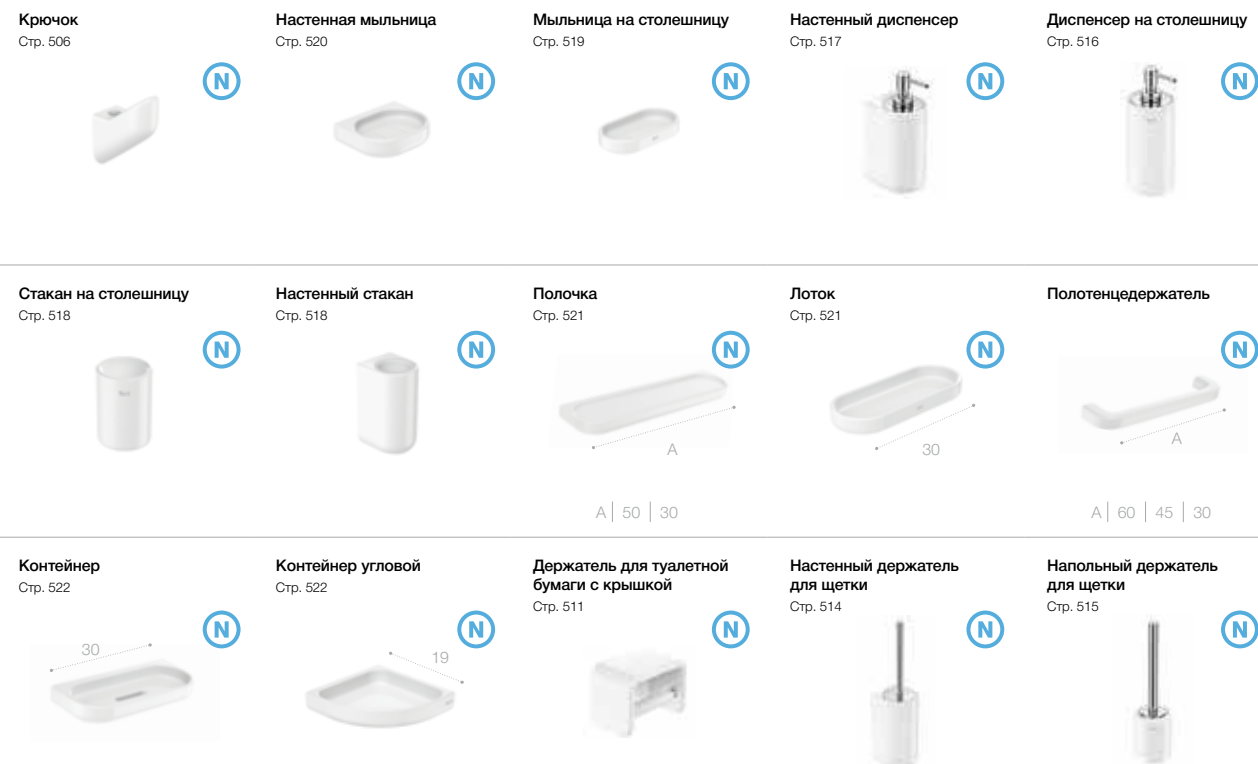 Крючок
Стр. 506
N
Настенная мыльница
Стр. 520
N
Мыльница на столешницу
Стр. 519
N
Настенный диспенсер
Стр. 517
N
Диспенсер на столешницу
Стр. 516
N
Стакан на столешницу
Стр. 518
N
Настенный стакан
Стр. 518
N
Полочка
Стр. 521
N
A
A | 50 | 30
Лоток
Стр. 521
N
30
Полотенцедержатель
N
A
A | 60 | 45 | 30
Контейнер
Стр. 522
N
30
Контейнер угловой
Стр. 522
N
19
Держатель для туалетной
бумаги с крышкой
Стр. 511
N
Настенный держатель
для щетки
Стр. 514
N
Напольный держатель
для щетки
Стр. 515
N